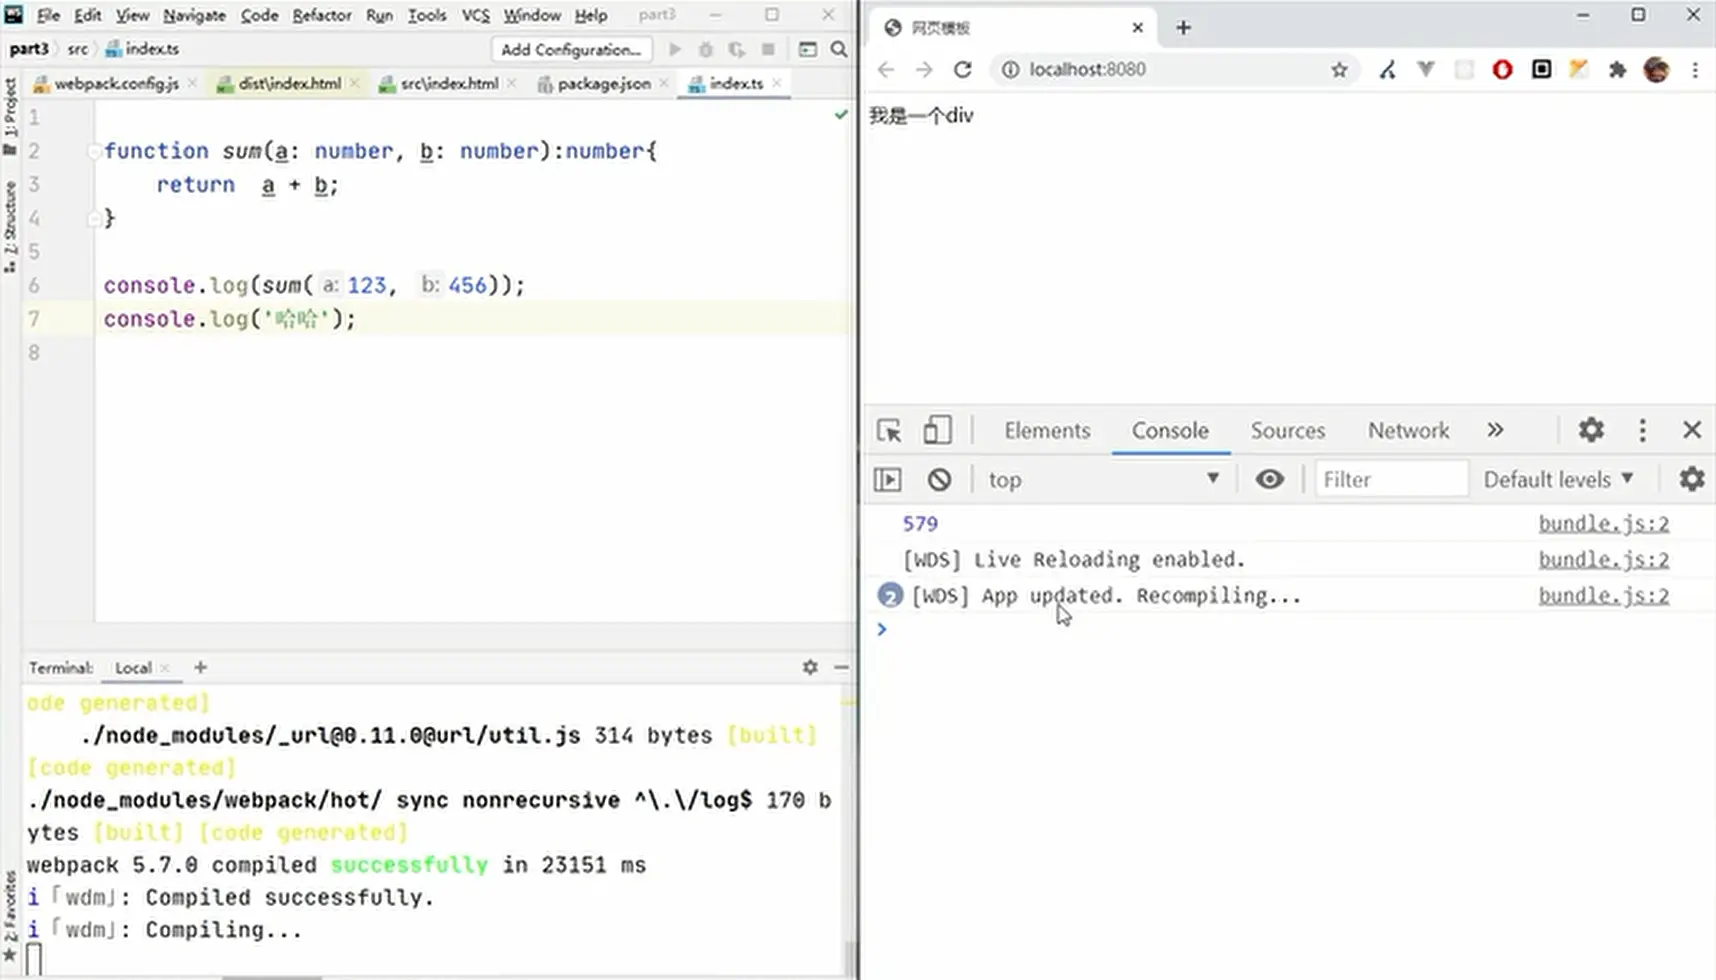 File Edit View Navigate Code Refactor Run Tools VCS Window Help part3
part3 src index.ts Add Configuration...
webpack.config.js dist\index.html src\index.html package.json index.ts
1: Project
Z: Structure
2: Favorites
1
2 function sum(a: number, b: number):number{
3 return a + b;
4 }
5
6 console.log(sum( a: 123, b: 456));
7 console.log('哈哈');
8
Terminal: Local +
ode generated]
./node_modules/_url@0.11.0@url/util.js 314 bytes [built]
[code generated]
./node_modules/webpack/hot/ sync nonrecursive ^\.\/log$ 170 b
ytes [built] [code generated]
webpack 5.7.0 compiled successfully in 23151 ms
i 「wdm」: Compiled successfully.
i 「wdm」: Compiling...
网页模板
localhost:8080
我是一个div
Elements Console Sources Network »
top Filter Default levels
579 bundle.js:2
[WDS] Live Reloading enabled. bundle.js:2
2 [WDS] App updated. Recompiling... bundle.js:2